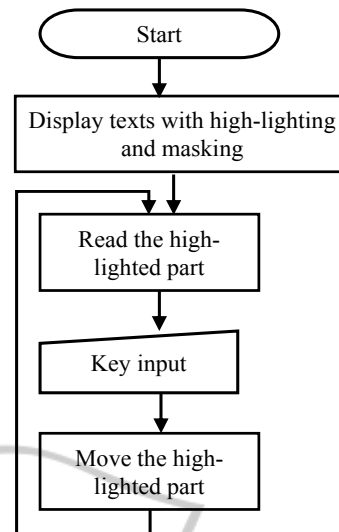 Start
Display texts with high-lighting
and masking
Read the high-
lighted part
Key input
Move the high-
lighted part